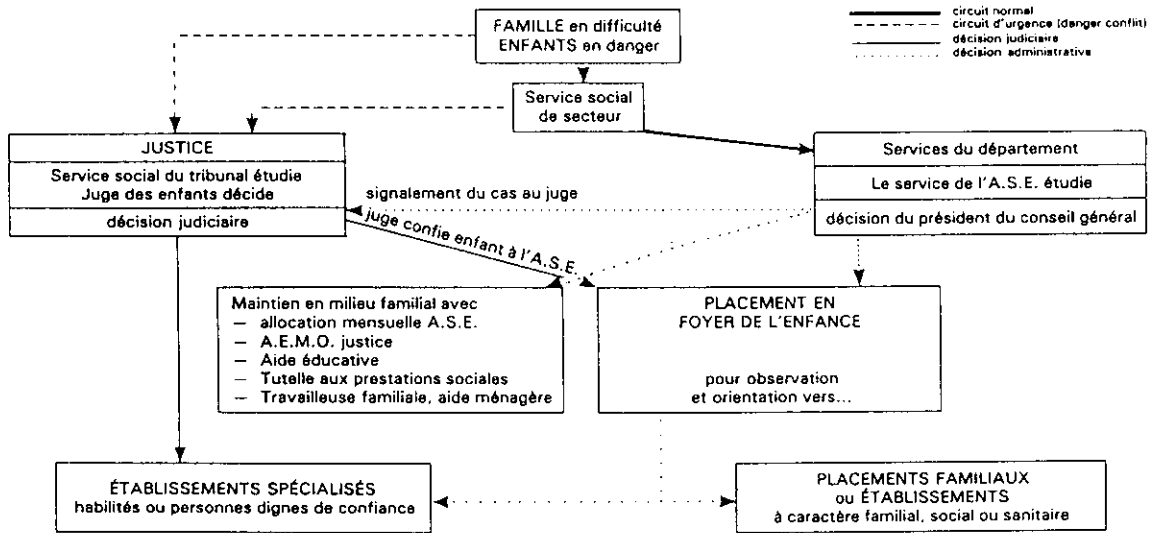 circuit normal
circuit d'urgence (danger conflit)
décision judiciaire
décision administrative
FAMILLE en difficulté
ENFANTS en danger
Service social
de secteur
JUSTICE
Service social du tribunal étudie
Juge des enfants décide
décision judiciaire
Services du département
Le service de l'A.S.E. étudie
décision du président du conseil général
signalement du cas au juge
juge confie enfant à l'A.S.E.
Maintien en milieu familial avec
— allocation mensuelle A.S.E.
— A.E.M.O. justice
— Aide éducative
— Tutelle aux prestations sociales
— Travailleuse familiale, aide ménagère
PLACEMENT EN
FOYER DE L'ENFANCE
pour observation
et orientation vers...
ÉTABLISSEMENTS SPÉCIALISÉS
habilités ou personnes dignes de confiance
PLACEMENTS FAMILIAUX
ou ÉTABLISSEMENTS
à caractère familial, social ou sanitaire